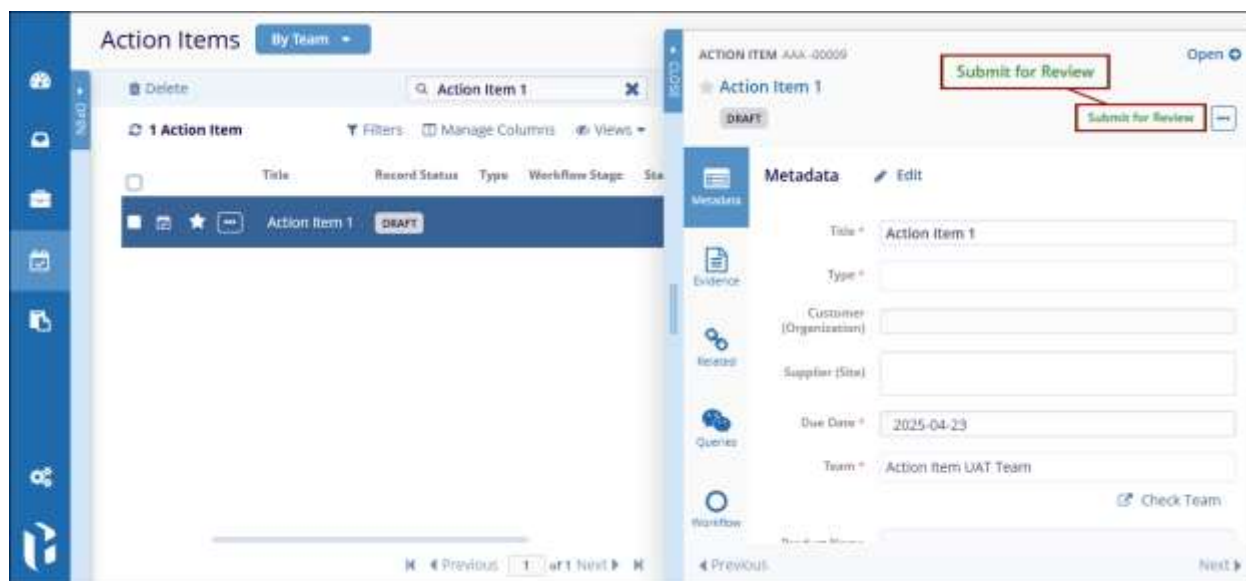 Action Items
By Team
Delete
Action Item 1
1 Action Item
Filters
Manage Columns
Views
Title
Record Status
Type
Workflow Stage
Sta
Action Item 1
DRAFT
OPEN
CLOSE
ACTION ITEM AAA-00009
Open
Action Item 1
DRAFT
Submit for Review
Submit for Review
Metadata
Evidence
Related
Queries
Workflow
Metadata
Edit
Title *
Action Item 1
Type *
Customer
(Organization)
Supplier (Site)
Due Date *
2025-04-23
Team *
Action Item UAT Team
Check Team
Previous
1
of 1
Next
Previous
Next